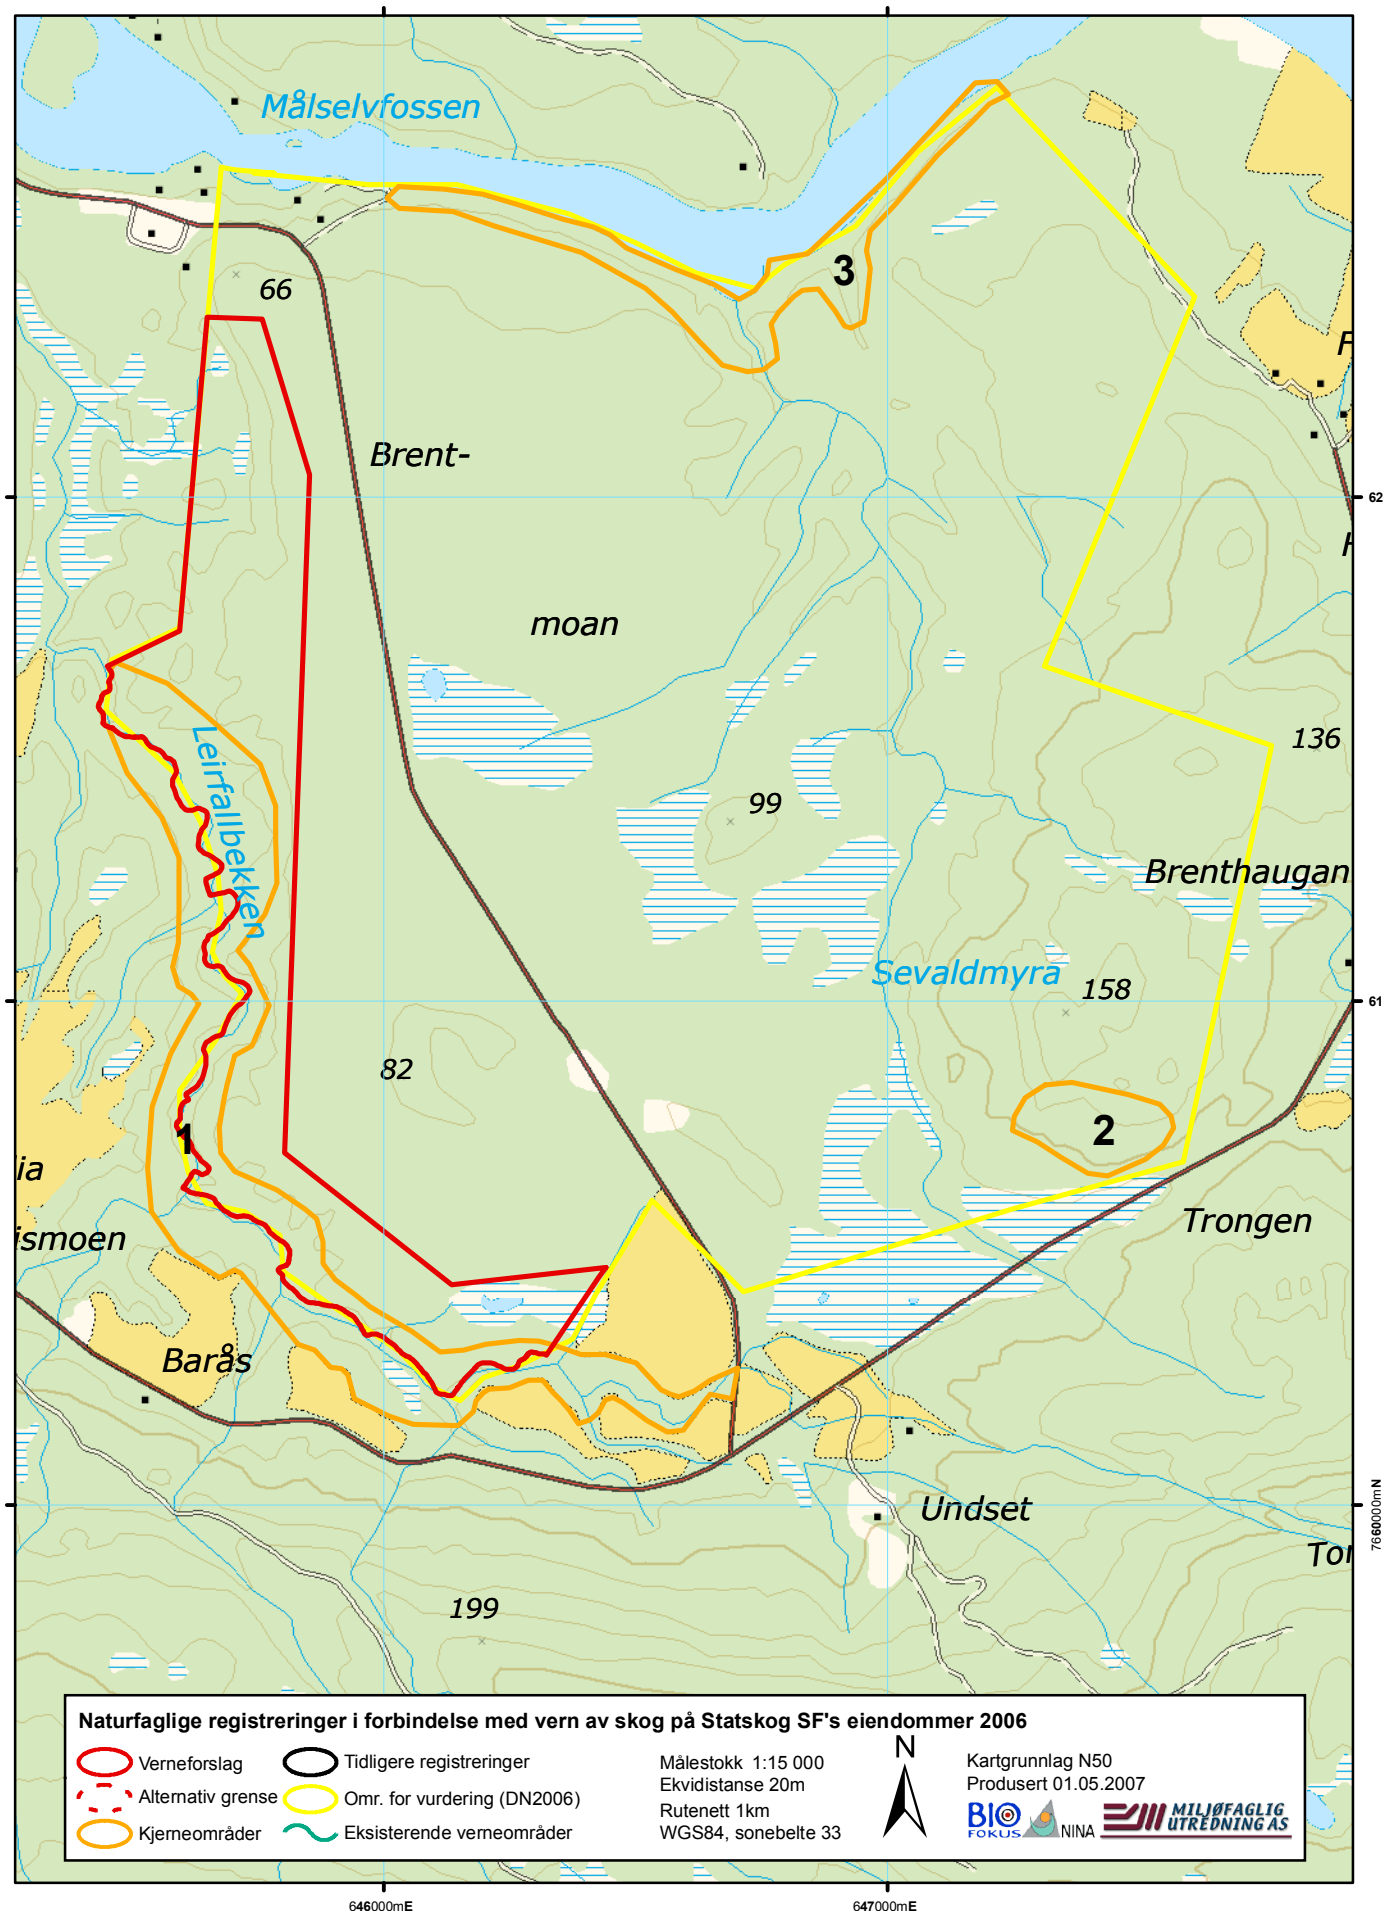 Målselvfossen
3
66
F
Brent-
62
H
moan
136
Leirfallbekken
99
Brenthaugan
Sevaldmyra
158
61
82
1
2
lia
Trongen
ismoen
Barås
Undset
7660000mN
Tor
199
Naturfaglige registreringer i forbindelse med vern av skog på Statskog SF's eiendommer 2006
Verneforslag
Tidligere registreringer
Målestokk 1:15 000
N
Kartgrunnlag N50
Alternativ grense
Omr. for vurdering (DN2006)
Ekvidistanse 20m
Produsert 01.05.2007
Kjerneområder
Eksisterende verneområder
Rutenett 1km
WGS84, sonebelte 33
BIO
FOKUS
NINA
MILJØFAGLIG
UTREDNING AS
646000mE
647000mE